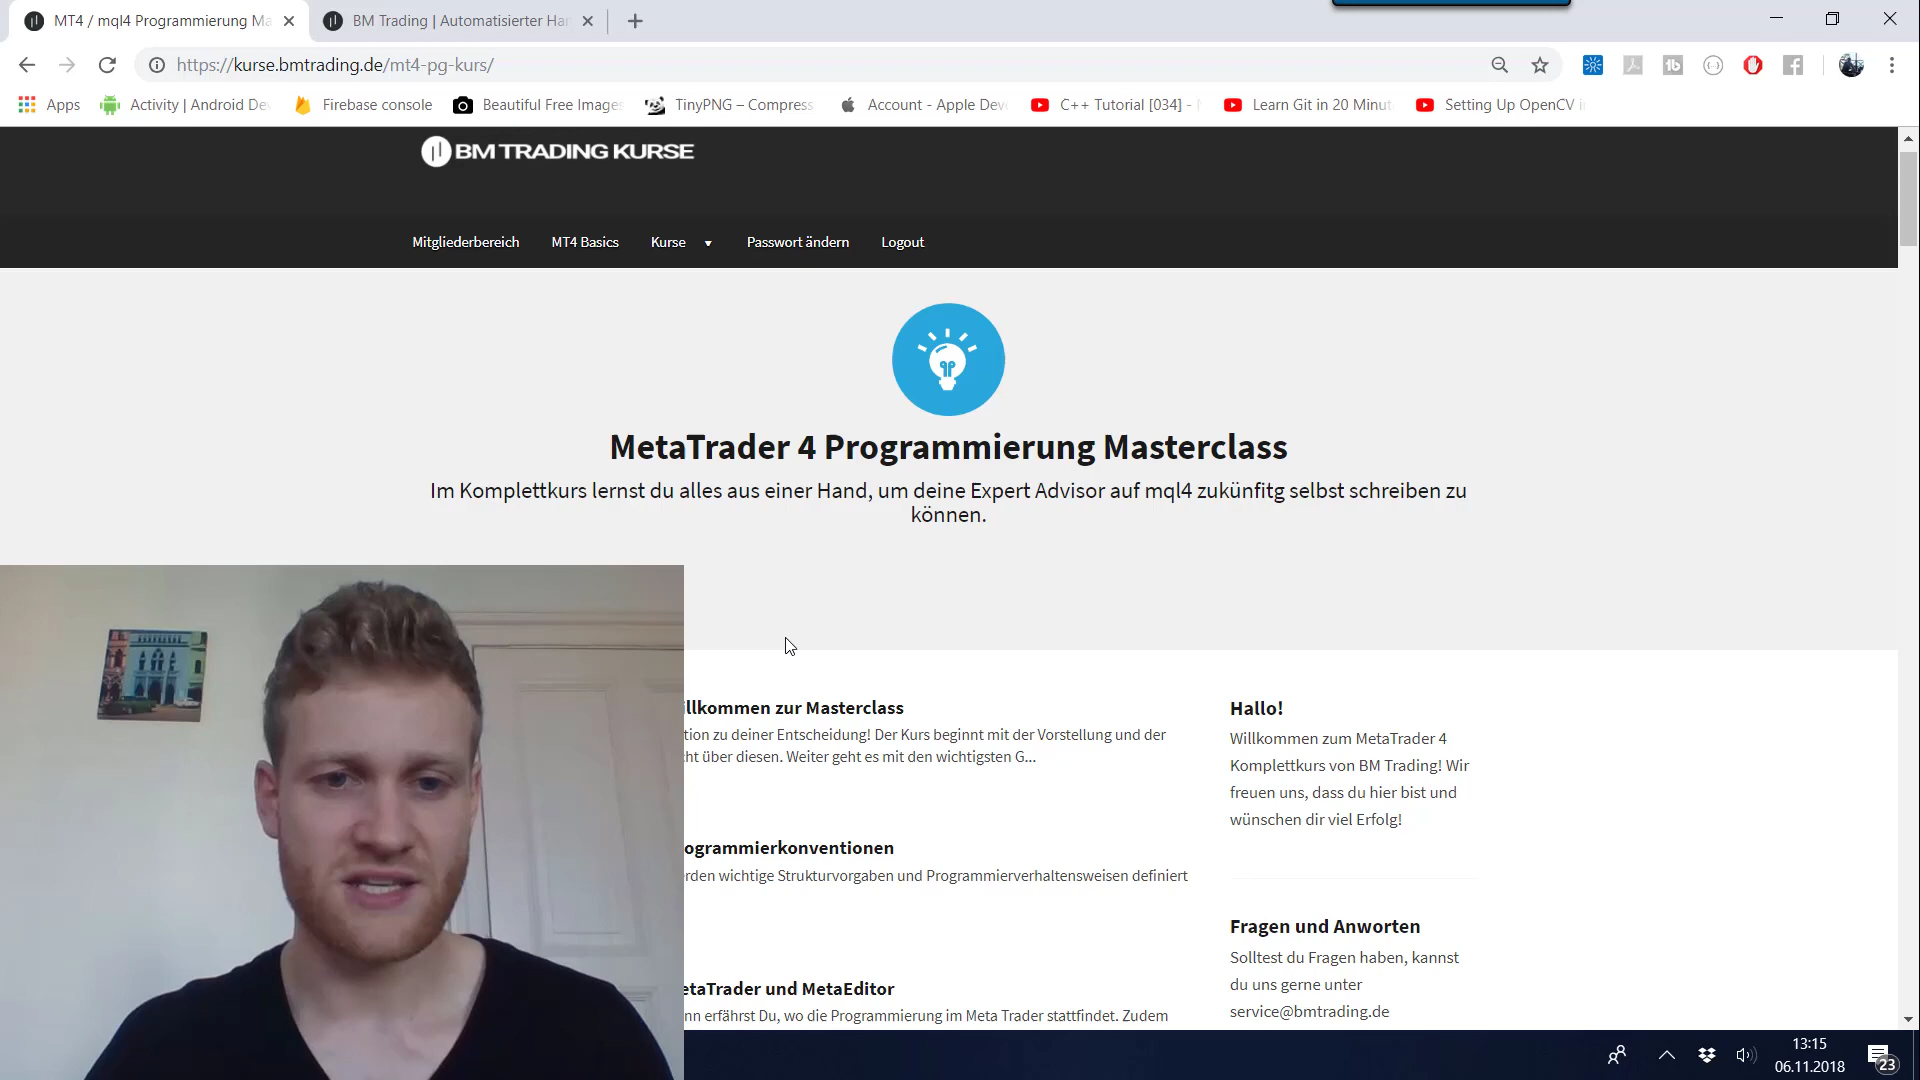 MT4 / mql4 Programmierung Ma
BM Trading | Automatisierter Han
https://kurse.bmtrading.de/mt4-pg-kurs/
Apps
Activity | Android De
Firebase console
Beautiful Free Images
TinyPNG – Compress
Account - Apple Dev
C++ Tutorial [034] -
Learn Git in 20 Minut
Setting Up OpenCV i
BM TRADING KURSE
Mitgliederbereich
MT4 Basics
Kurse
Passwort ändern
Logout
MetaTrader 4 Programmierung Masterclass
Im Komplettkurs lernst du alles aus einer Hand, um deine Expert Advisor auf mql4 zukünfitg selbst schreiben zu
können.
illkommen zur Masterclass
tion zu deiner Entscheidung! Der Kurs beginnt mit der Vorstellung und der
ht über diesen. Weiter geht es mit den wichtigsten G...
ogrammierkonventionen
rden wichtige Strukturvorgaben und Programmierverhaltensweisen definiert
etaTrader und MetaEditor
nn erfährst Du, wo die Programmierung im Meta Trader stattfindet. Zudem
Hallo!
Willkommen zum MetaTrader 4
Komplettkurs von BM Trading! Wir
freuen uns, dass du hier bist und
wünschen dir viel Erfolg!
Fragen und Anworten
Solltest du Fragen haben, kannst
du uns gerne unter
service@bmtrading.de
13:15
06.11.2018
23